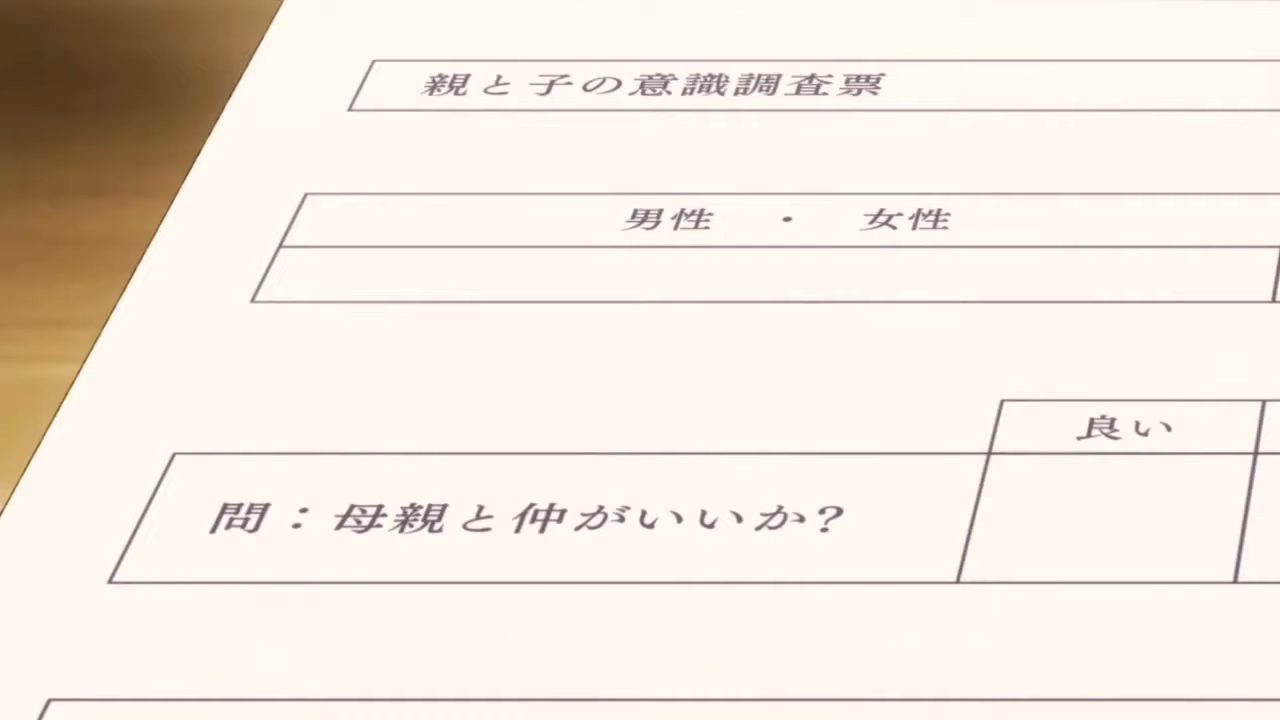 親と子の意識調査票
男性 ・ 女性
良い
問：母親と仲がいいか?